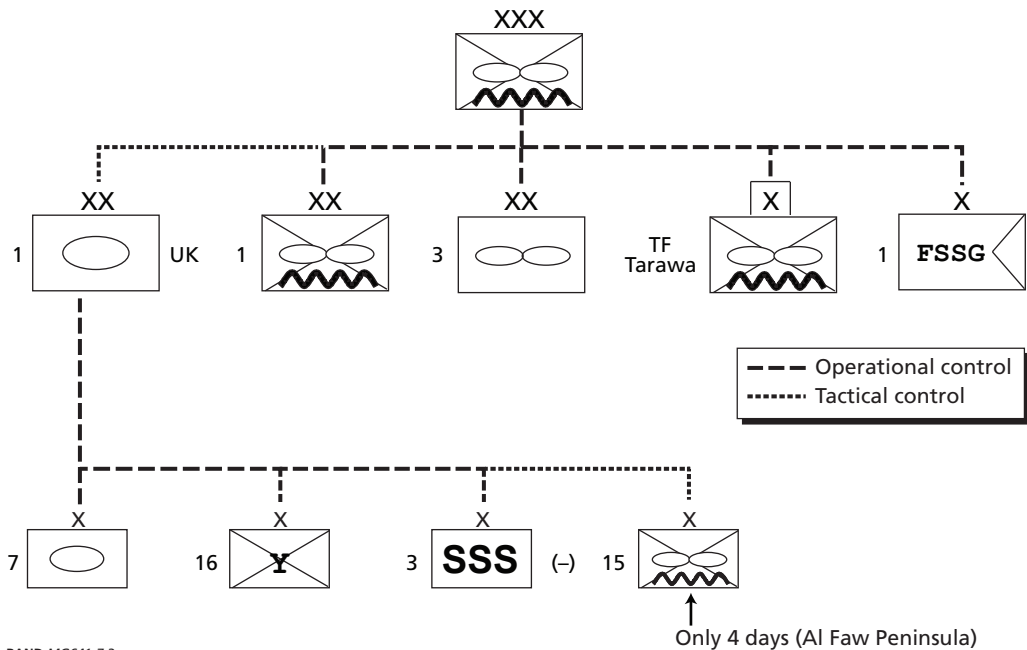 XXX
XX XX XX X X
1 UK 1 3 TF Tarawa 1 FSSG
Operational control
Tactical control
X X X X
7 16 Y 3 SSS (–) 15
Only 4 days (Al Faw Peninsula)